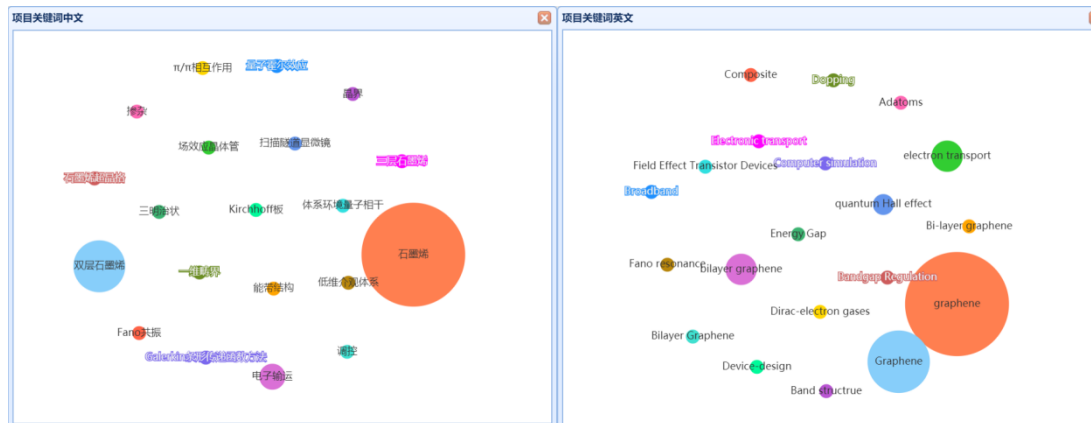 项目关键词中文
项目关键词英文
π/π相互作用
量子霍尔效应
晶界
掺杂
场效应晶体管
扫描隧道显微镜
三层石墨烯
石墨烯超晶格
三明治状
Kirchhoff板
体系环境量子相干
石墨烯
双层石墨烯
能带结构
低维介观体系
Fano共振
调控
电子输运
Composite
Dopping
Adatoms
Electronic transport
electron transport
Field Effect Transistor Devices
Computer simulation
Broadband
quantum Hall effect
Bi-layer graphene
Energy Gap
Fano resonance
bilayer graphene
Bandgap Regulation
graphene
Dirac-electron gases
Bilayer Graphene
Graphene
Device-design
Band structrue